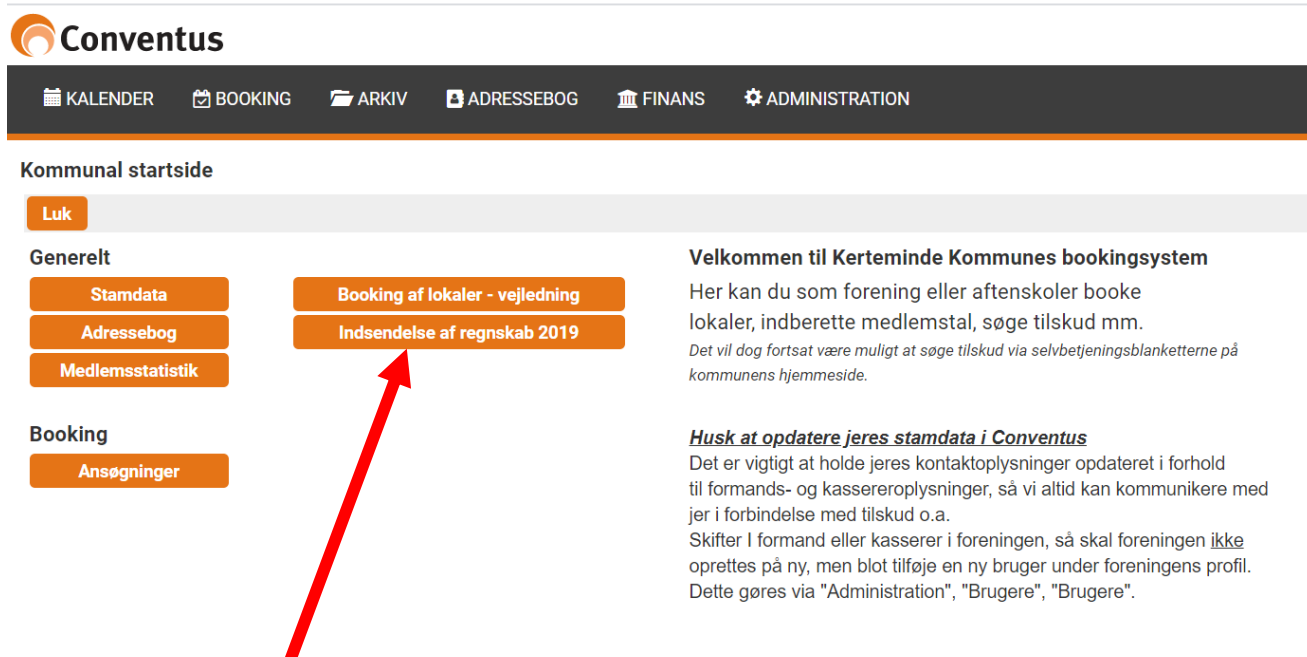 Conventus
KALENDER BOOKING ARKIV ADRESSEBOG FINANS ADMINISTRATION
Kommunal startside
Luk
Generelt
Stamdata
Adressebog
Medlemsstatistik
Booking af lokaler - vejledning
Indsendelse af regnskab 2019
Booking
Ansøgninger
Velkommen til Kerteminde Kommunes bookingsystem
Her kan du som forening eller aftenskoler booke
lokaler, indberette medlemstal, søge tilskud mm.
Det vil dog fortsat være muligt at søge tilskud via selvbetjeningsblanketterne på
kommunens hjemmeside.
Husk at opdatere jeres stamdata i Conventus
Det er vigtigt at holde jeres kontaktoplysninger opdateret i forhold
til formands- og kassereroplysninger, så vi altid kan kommunikere med
jer i forbindelse med tilskud o.a.
Skifter I formand eller kasserer i foreningen, så skal foreningen ikke
oprettes på ny, men blot tilføje en ny bruger under foreningens profil.
Dette gøres via "Administration", "Brugere", "Brugere".